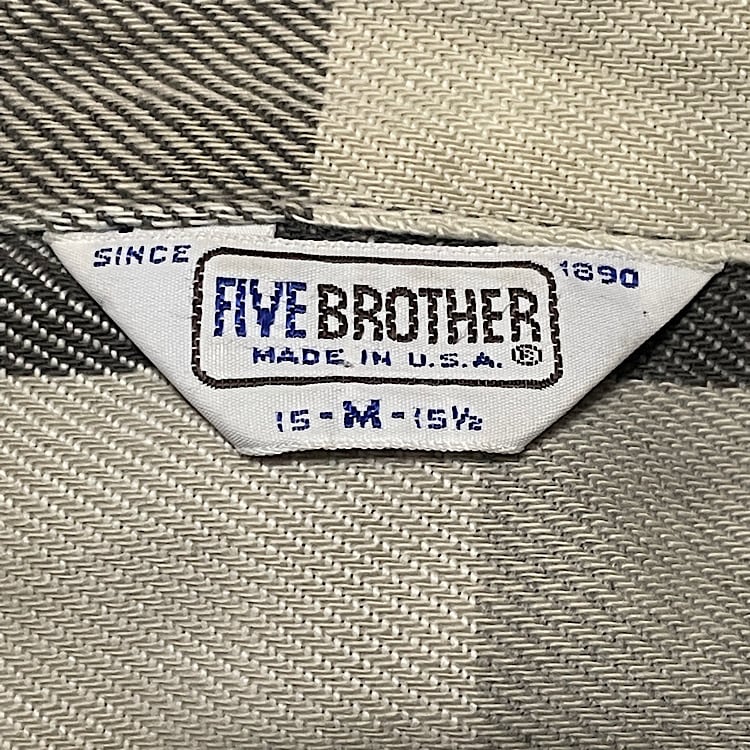 SINCE 1890
FIVE BROTHER
MADE IN U.S.A. ®
15-M-15½